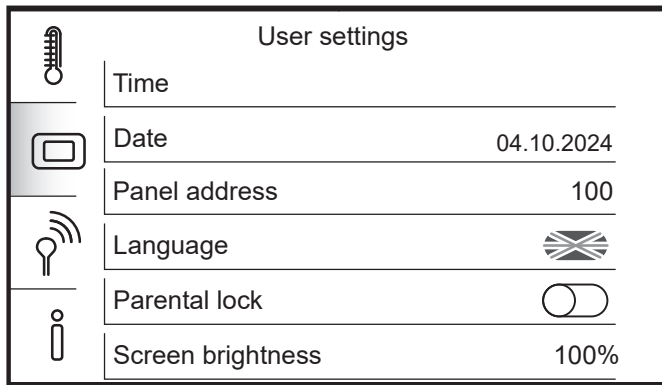 User settings
Time
Date 04.10.2024
Panel address 100
Language
Parental lock
Screen brightness 100%